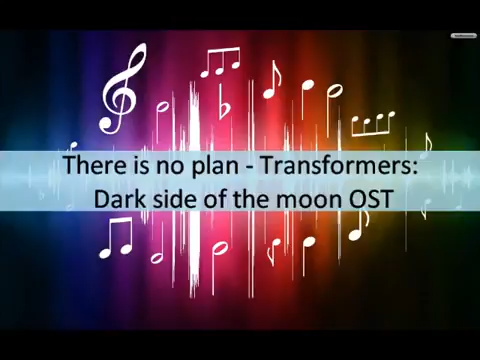 There is no plan - Transformers:
Dark side of the moon OST